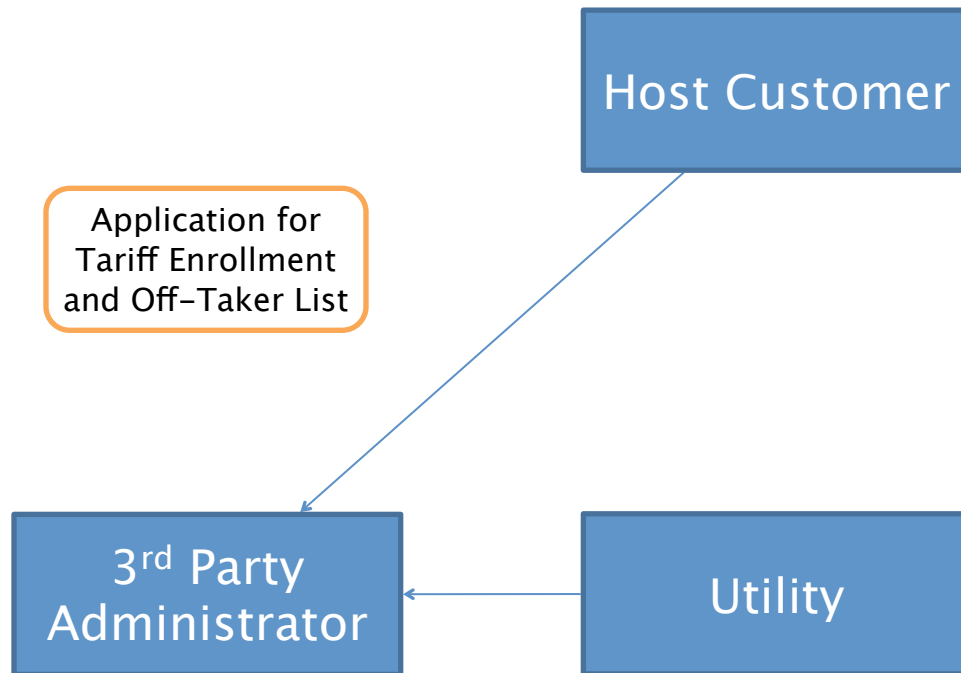 Host Customer
Application for
Tariff Enrollment
and Off-Taker List
3rd Party
Administrator
Utility